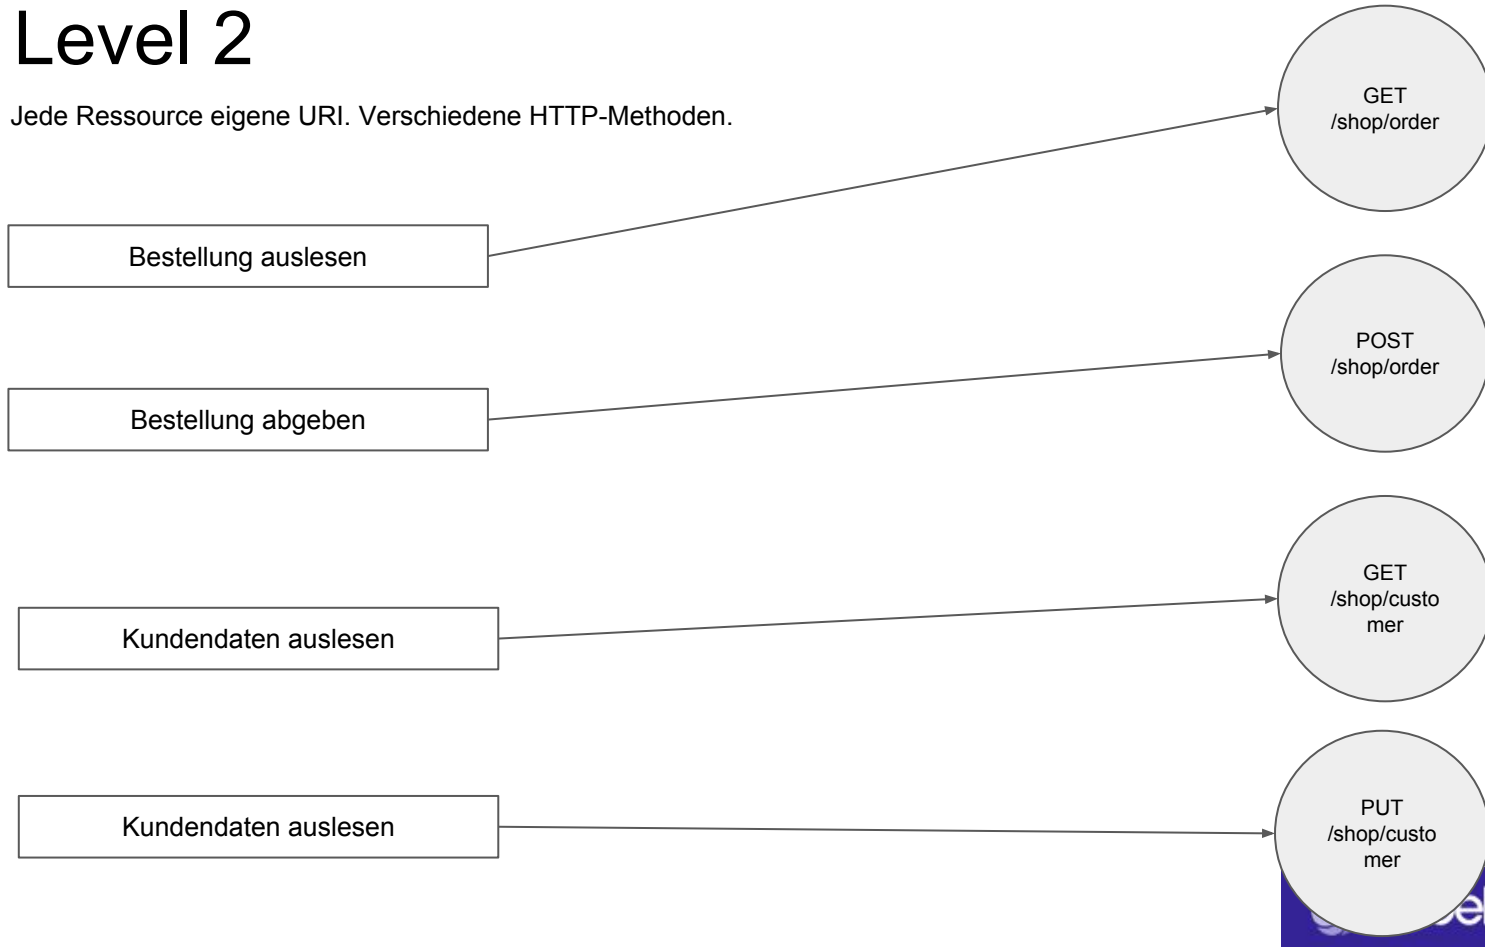 Level 2
Jede Ressource eigene URI. Verschiedene HTTP-Methoden.
GET
/shop/order
Bestellung auslesen
POST
/shop/order
Bestellung abgeben
GET
/shop/custo
mer
Kundendaten auslesen
PUT
/shop/custo
mer
Kundendaten auslesen